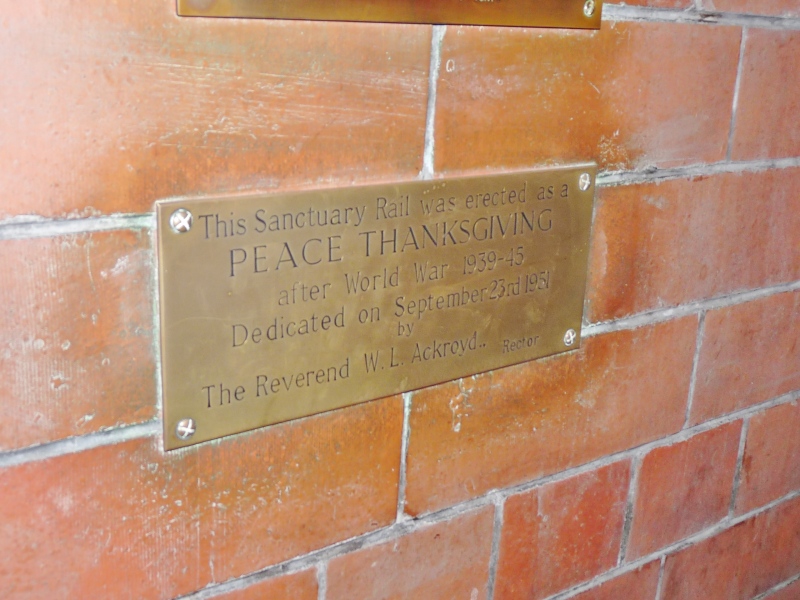 This Sanctuary Rail was erected as a
PEACE THANKSGIVING
after World War 1939-45
Dedicated on September 23rd 1951
by
The Reverend W. L. Ackroyd.. Rector